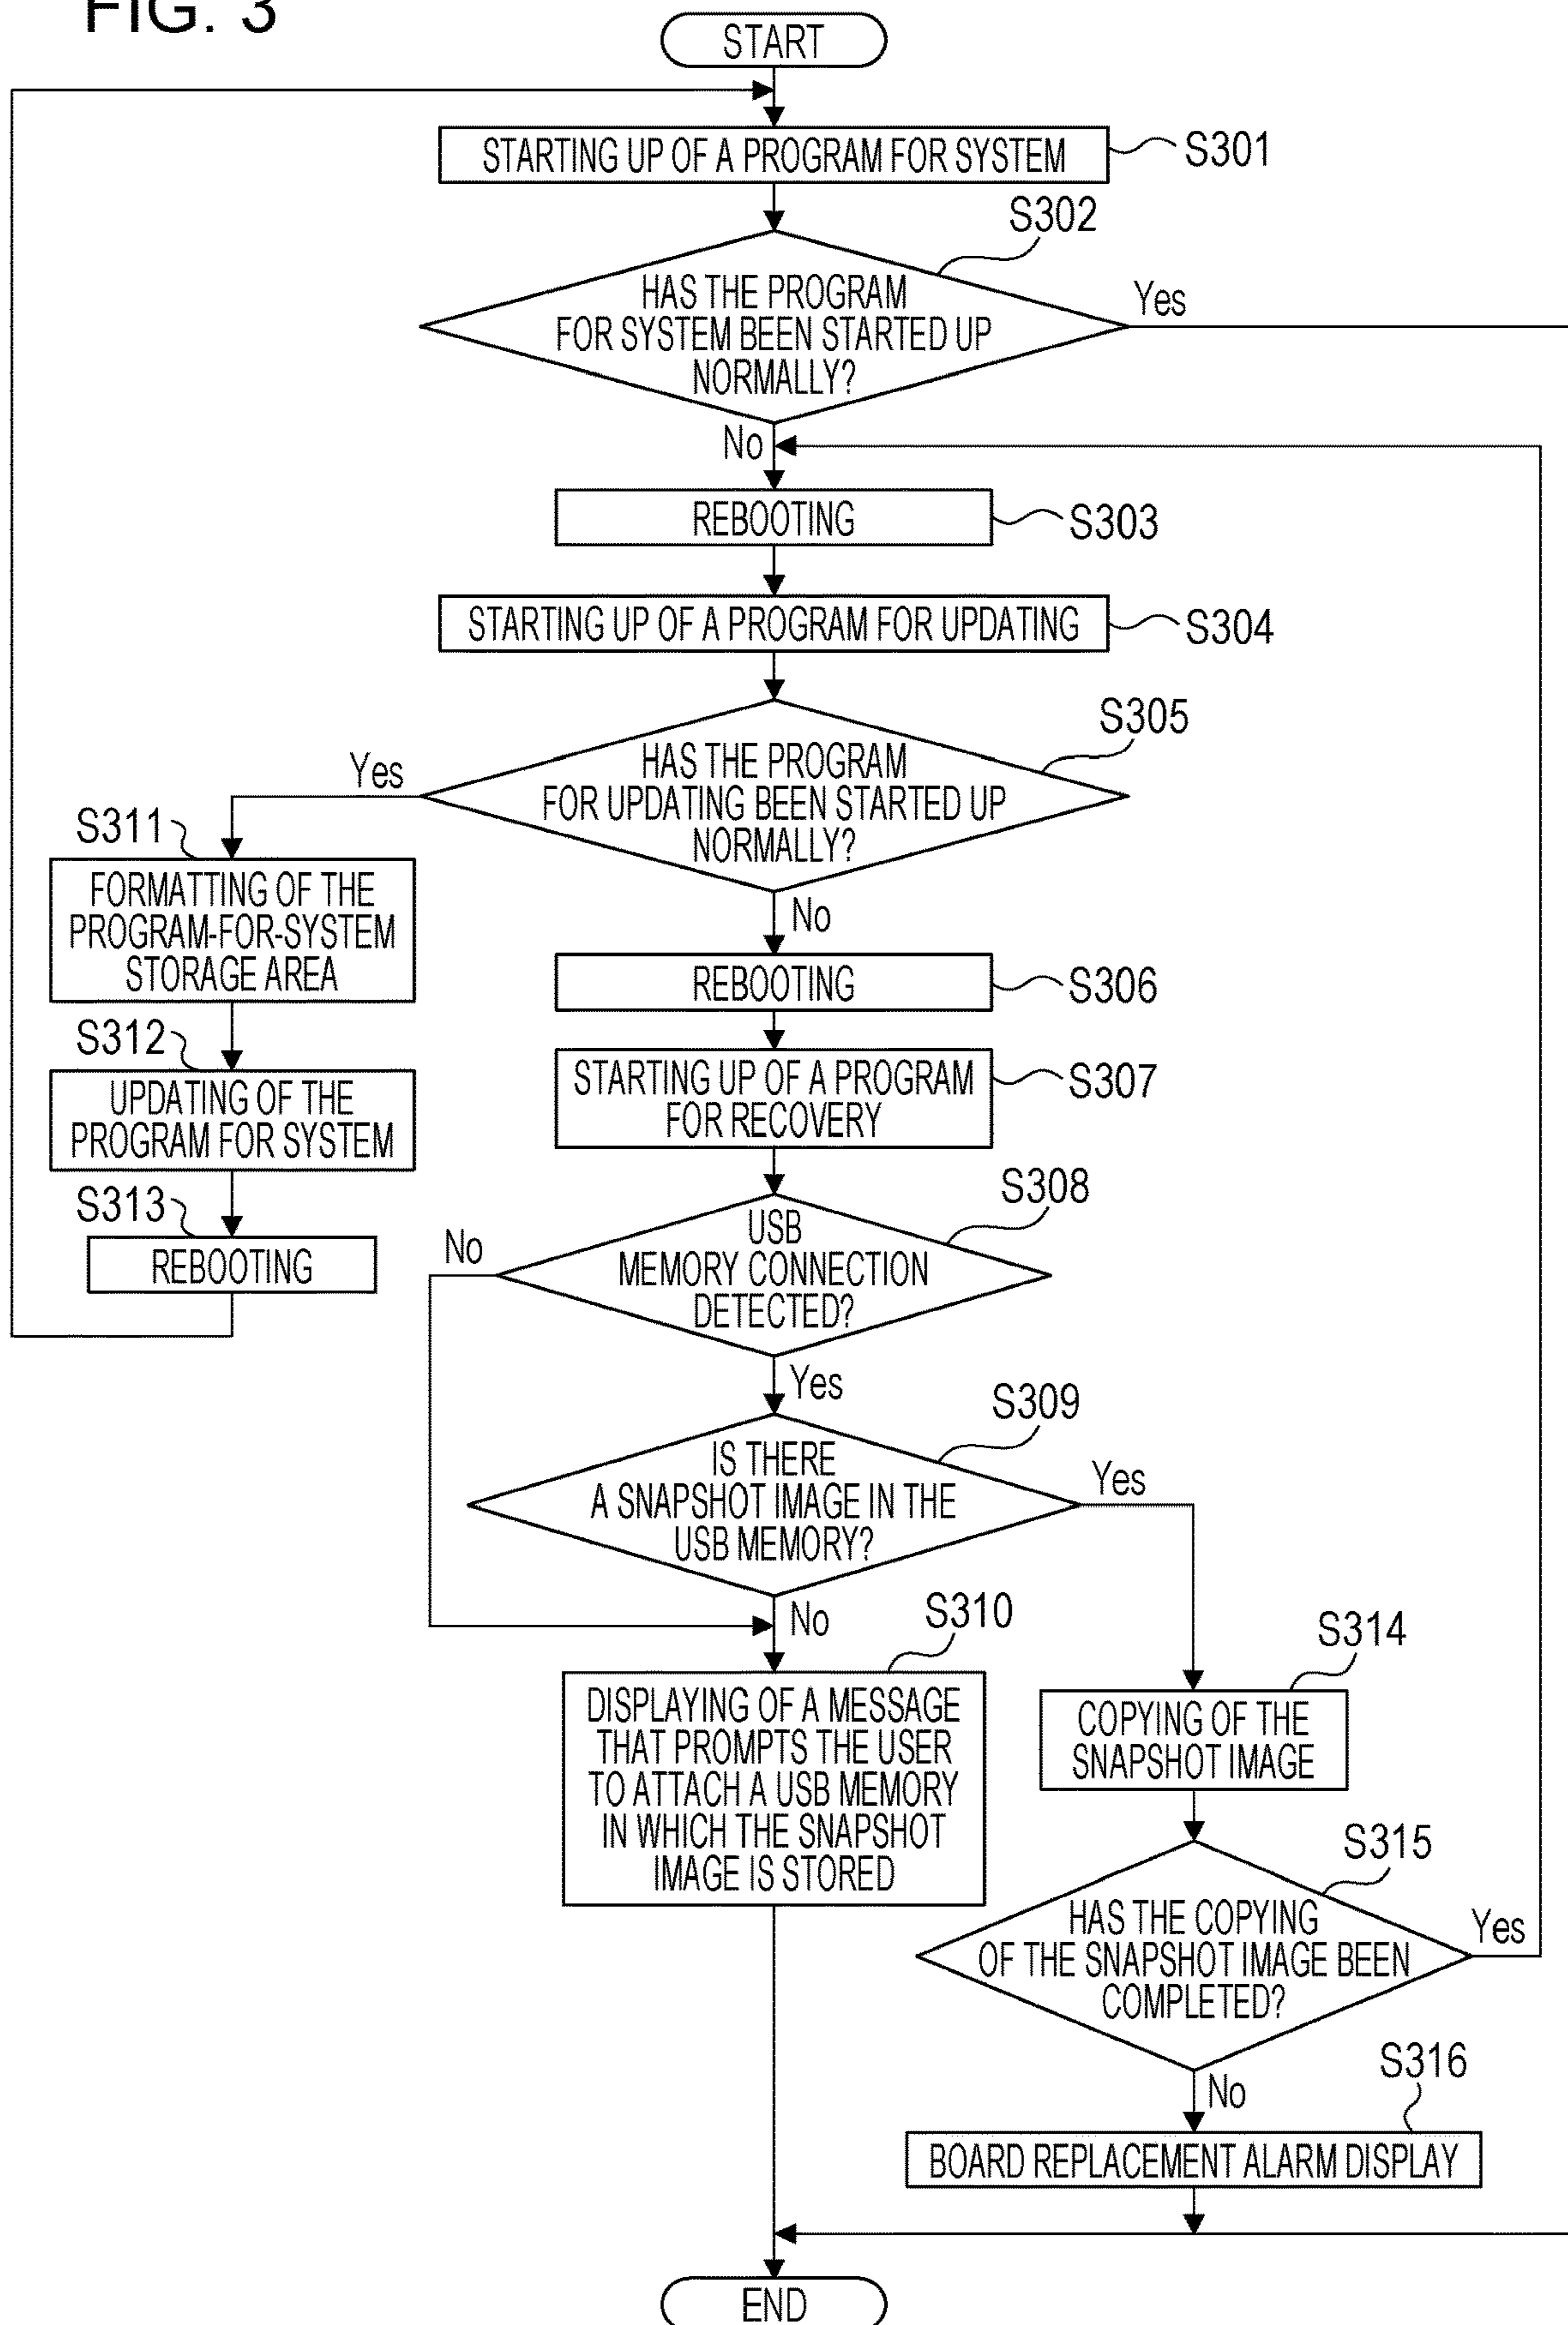 FIG. 3
START
STARTING UP OF A PROGRAM FOR SYSTEM
S301
S302
HAS THE PROGRAM
FOR SYSTEM BEEN STARTED UP
NORMALLY?
Yes
No
REBOOTING
S303
STARTING UP OF A PROGRAM FOR UPDATING
S304
S305
HAS THE PROGRAM
FOR UPDATING BEEN STARTED UP
NORMALLY?
Yes
No
S311
FORMATTING OF THE
PROGRAM-FOR-SYSTEM
STORAGE AREA
S312
UPDATING OF THE
PROGRAM FOR SYSTEM
S313
REBOOTING
REBOOTING
S306
STARTING UP OF A PROGRAM
FOR RECOVERY
S307
S308
USB
MEMORY CONNECTION
DETECTED?
No
Yes
S309
IS THERE
A SNAPSHOT IMAGE IN THE
USB MEMORY?
Yes
No
S310
DISPLAYING OF A MESSAGE
THAT PROMPTS THE USER
TO ATTACH A USB MEMORY
IN WHICH THE SNAPSHOT
IMAGE IS STORED
S314
COPYING OF THE
SNAPSHOT IMAGE
S315
HAS THE COPYING
OF THE SNAPSHOT IMAGE BEEN
COMPLETED?
Yes
No
S316
BOARD REPLACEMENT ALARM DISPLAY
END